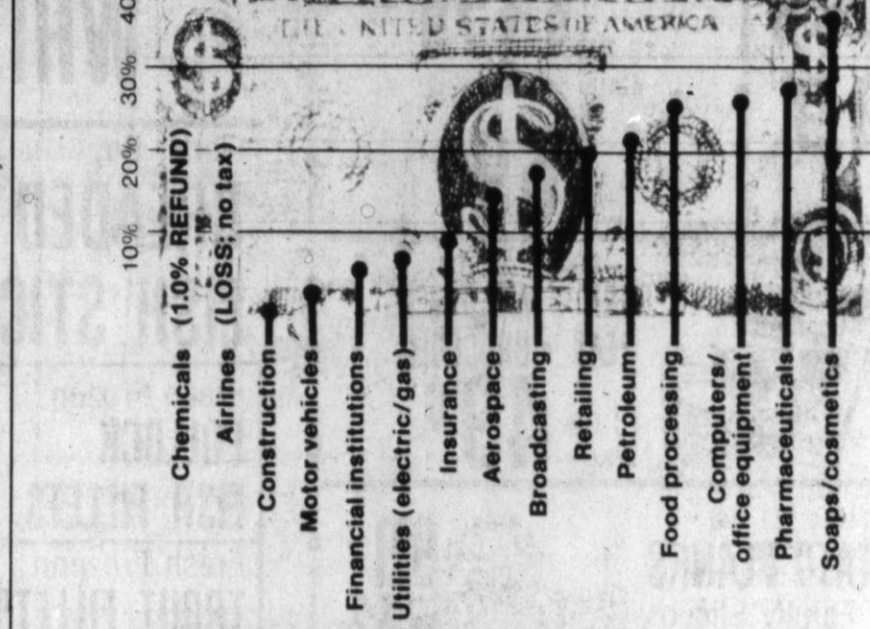 THE UNITED STATES OF AMERICA
40
30%
20%
10%
Chemicals (1.0% REFUND)
Airlines (LOSS; no tax)
Construction
Motor vehicles
Financial institutions
Utilities (electric/gas)
Insurance
Aerospace
Broadcasting
Retailing
Petroleum
Food processing
Computers/
office equipment
Pharmaceuticals
Soaps/cosmetics